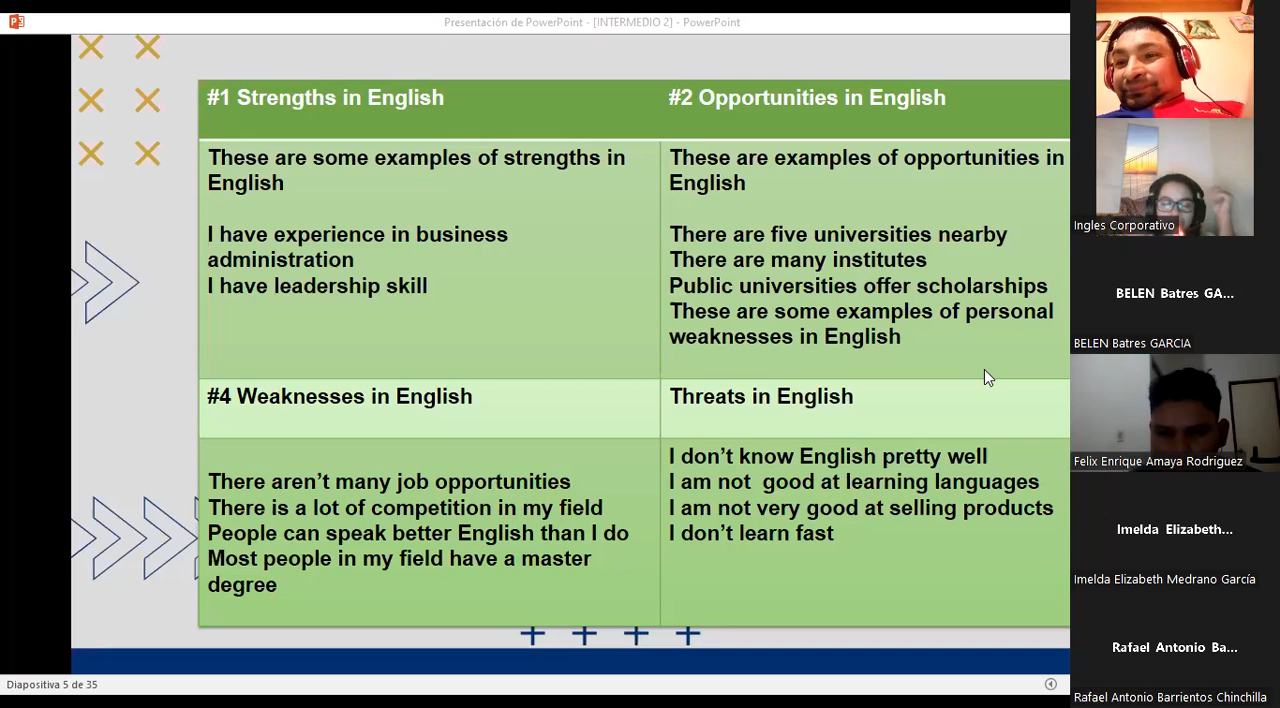 Presentación de PowerPoint - [INTERMEDIO 2] - PowerPoint
#1 Strengths in English
#2 Opportunities in English
These are some examples of strengths in
English
I have experience in business
administration
I have leadership skill
These are examples of opportunities in
English
There are five universities nearby
There are many institutes
Public universities offer scholarships
These are some examples of personal
weaknesses in English
#4 Weaknesses in English
Threats in English
There aren’t many job opportunities
There is a lot of competition in my field
People can speak better English than I do
Most people in my field have a master
degree
I don’t know English pretty well
I am not  good at learning languages
I am not very good at selling products
I don’t learn fast
Diapositiva 5 de 35
Ingles Corporativo
BELEN Batres GA...
BELEN Batres GARCIA
Felix Enrique Amaya Rodriguez
Imelda Elizabeth...
Imelda Elizabeth Medrano García
Rafael Antonio Ba...
Rafael Antonio Barrientos Chinchilla